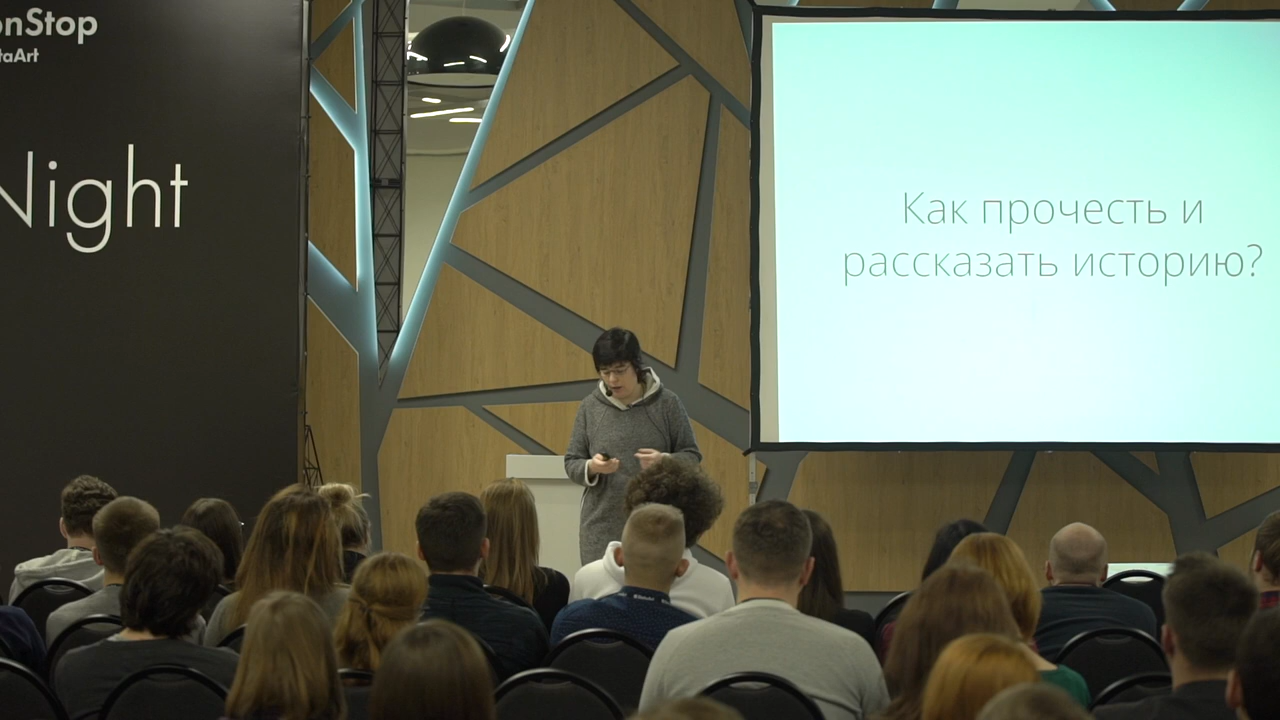 onStop
taArt
Night
Как прочесть и
рассказать историю?